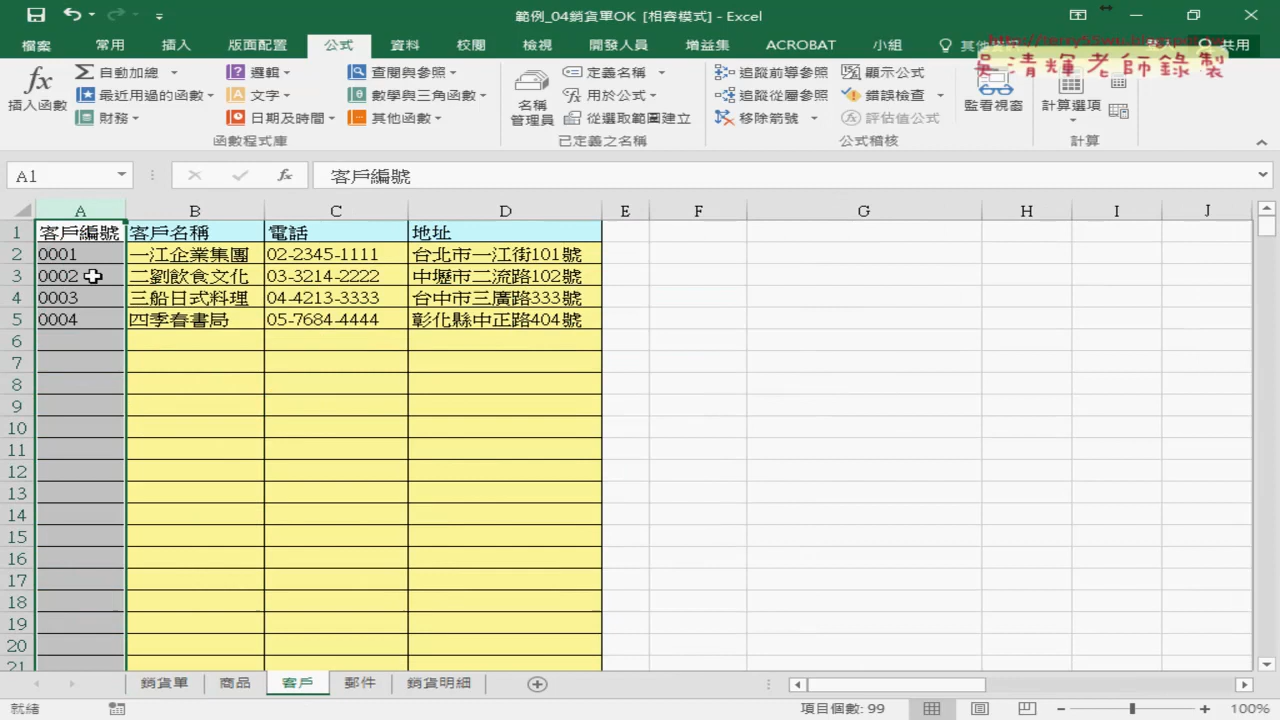 範例_04銷貨單OK [相容模式] - Excel
檔案 常用 插入 版面配置 公式 資料 校閱 檢視 開發人員 增益集 ACROBAT 小組 共用
吳清輝老師錄製
插入函數 自動加總 最近用過的函數 財務 邏輯 文字 日期及時間 查閱與參照 數學與三角函數 其他函數
函數程式庫
名稱管理員 定義名稱 用於公式 從選取範圍建立
已定義之名稱
追蹤前導參照 追蹤從屬參照 移除箭號 顯示公式 錯誤檢查 評估值公式 監看視窗
公式稽核
計算選項
計算
A1 fx 客戶編號
A B C D E F G H I J
1 客戶編號 客戶名稱 電話 地址
2 0001 一江企業集團 02-2345-1111 台北市一江街101號
3 0002 二劉飲食文化 03-3214-2222 中壢市二流路102號
4 0003 三船日式料理 04-4213-3333 台中市三廣路333號
5 0004 四季春書局 05-7684-4444 彰化縣中正路404號
6
7
8
9
10
11
12
13
14
15
16
17
18
19
20
21
銷貨單 商品 客戶 郵件 銷貨明細
就緒 項目個數: 99 100%